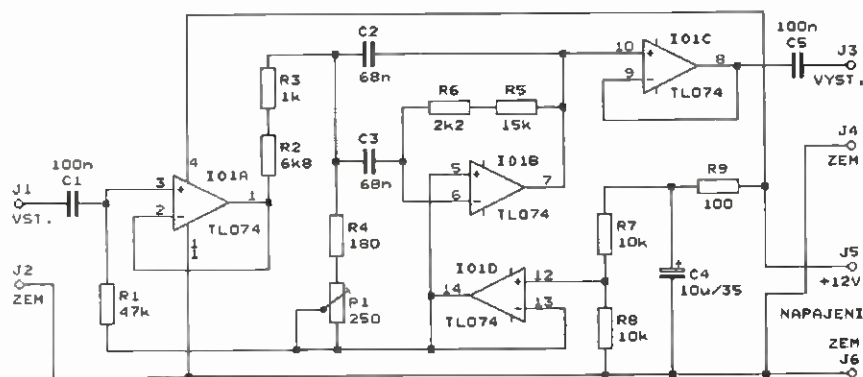 C2
68n
R3
1k
R2
6k8
R6
2k2
R5
15k
C3
68n
IO1C
10
+
9
-
8
TL074
100n
C5
J3
VYST.
J4
ZEM
100n
C1
J1
VST.
4
IO1A
3
+
2
-
1
11
TL074
IO1B
5
+
6
-
7
TL074
R9
100
R4
180
R7
10k
+
C4
10u/35
J5
+12V
J2
ZEM
R1
47k
P1
250
IO1D
14
12
+
13
-
TL074
R8
10k
NAPAJENI
ZEM
J6